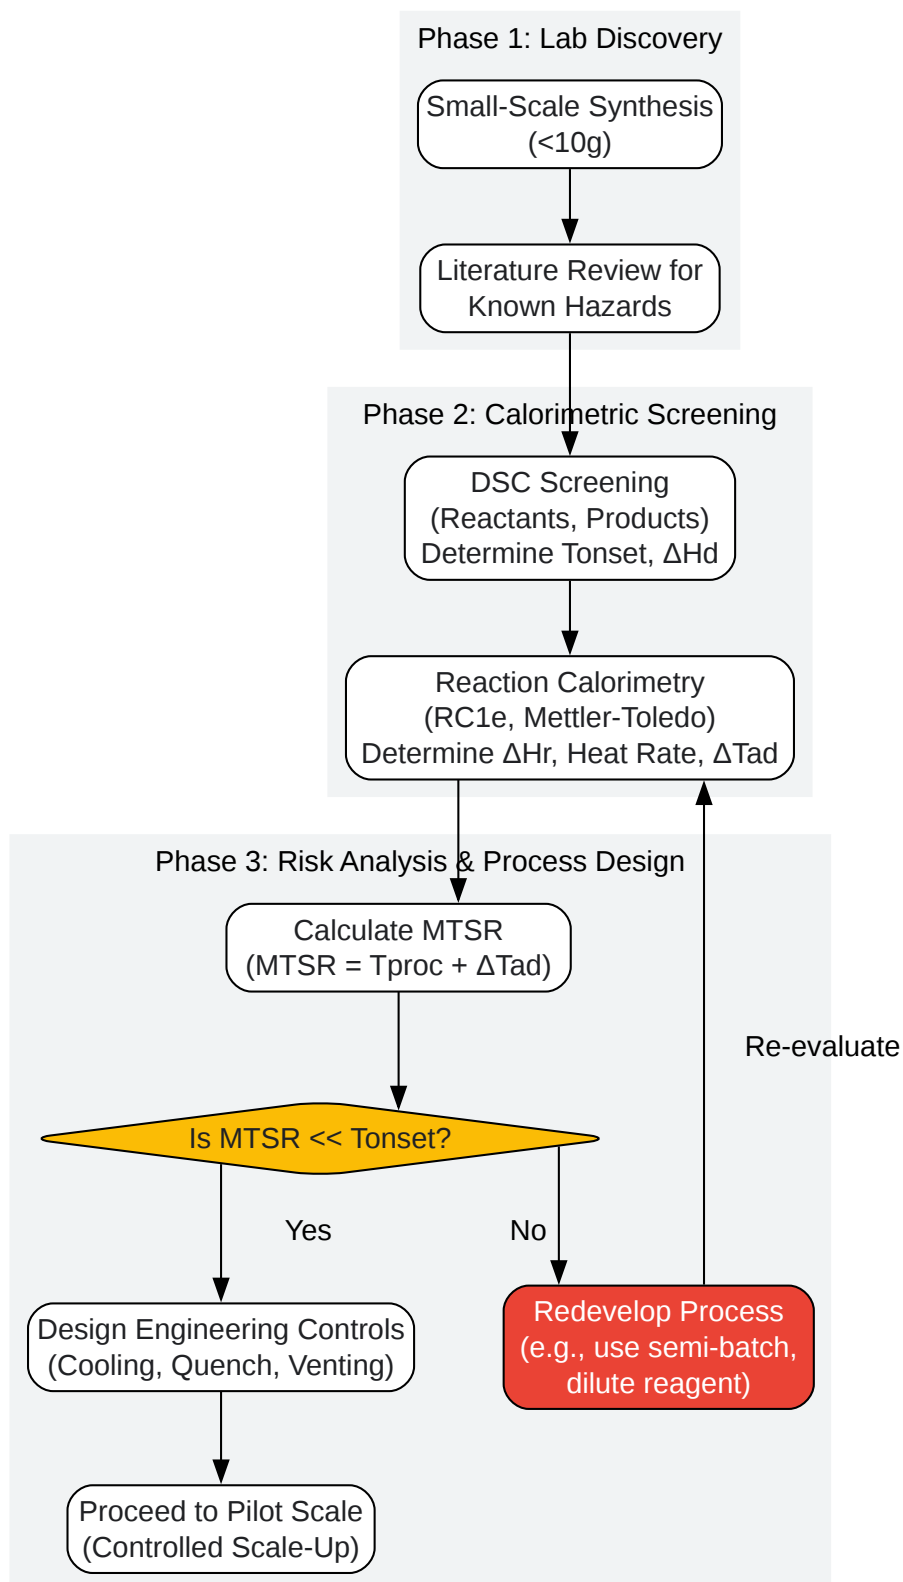 Phase 1: Lab Discovery
Small-Scale Synthesis
(<10g)
Literature Review for
Known Hazards
Phase 2: Calorimetric Screening
DSC Screening
(Reactants, Products)
Determine Tonset, ΔHd
Reaction Calorimetry
(RC1e, Mettler-Toledo)
Determine ΔHr, Heat Rate, ΔTad
Phase 3: Risk Analysis & Process Design
Calculate MTSR
(MTSR = Tproc + ΔTad)
Re-evaluate
Is MTSR << Tonset?
Yes
No
Design Engineering Controls
(Cooling, Quench, Venting)
Redevelop Process
(e.g., use semi-batch,
dilute reagent)
Proceed to Pilot Scale
(Controlled Scale-Up)